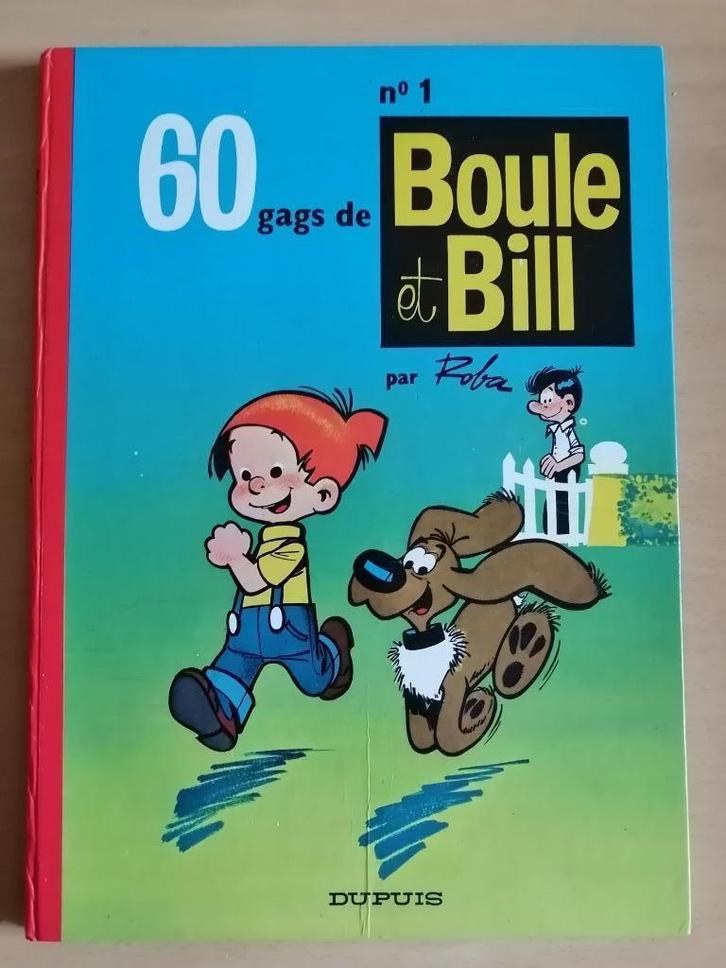 nº 1
60 gags de Boule
et Bill
par Roba
DUPUIS